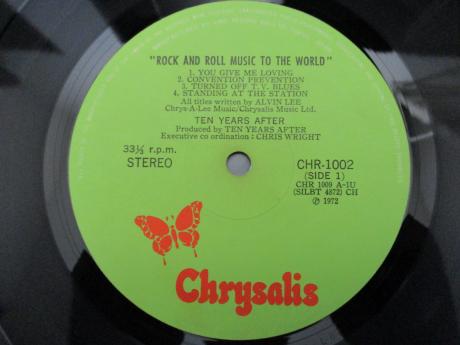 "ROCK AND ROLL MUSIC TO THE WORLD"
1. YOU GIVE ME LOVING
2. CONVENTION PREVENTION
3. TURNED OFF T.V. BLUES
4. STANDING AT THE STATION
All titles written by ALVIN LEE
Chrys-A-Lee Music/Chrysalis Music Ltd.
TEN YEARS AFTER
Produced by TEN YEARS AFTER
Executive co ordination : CHRIS WRIGHT
33⅓ r.p.m.
STEREO
CHR-1002
(SIDE 1)
CHR 1009 A-1U
(SILBT 4872) CH
Ⓟ 1972
Chrysalis